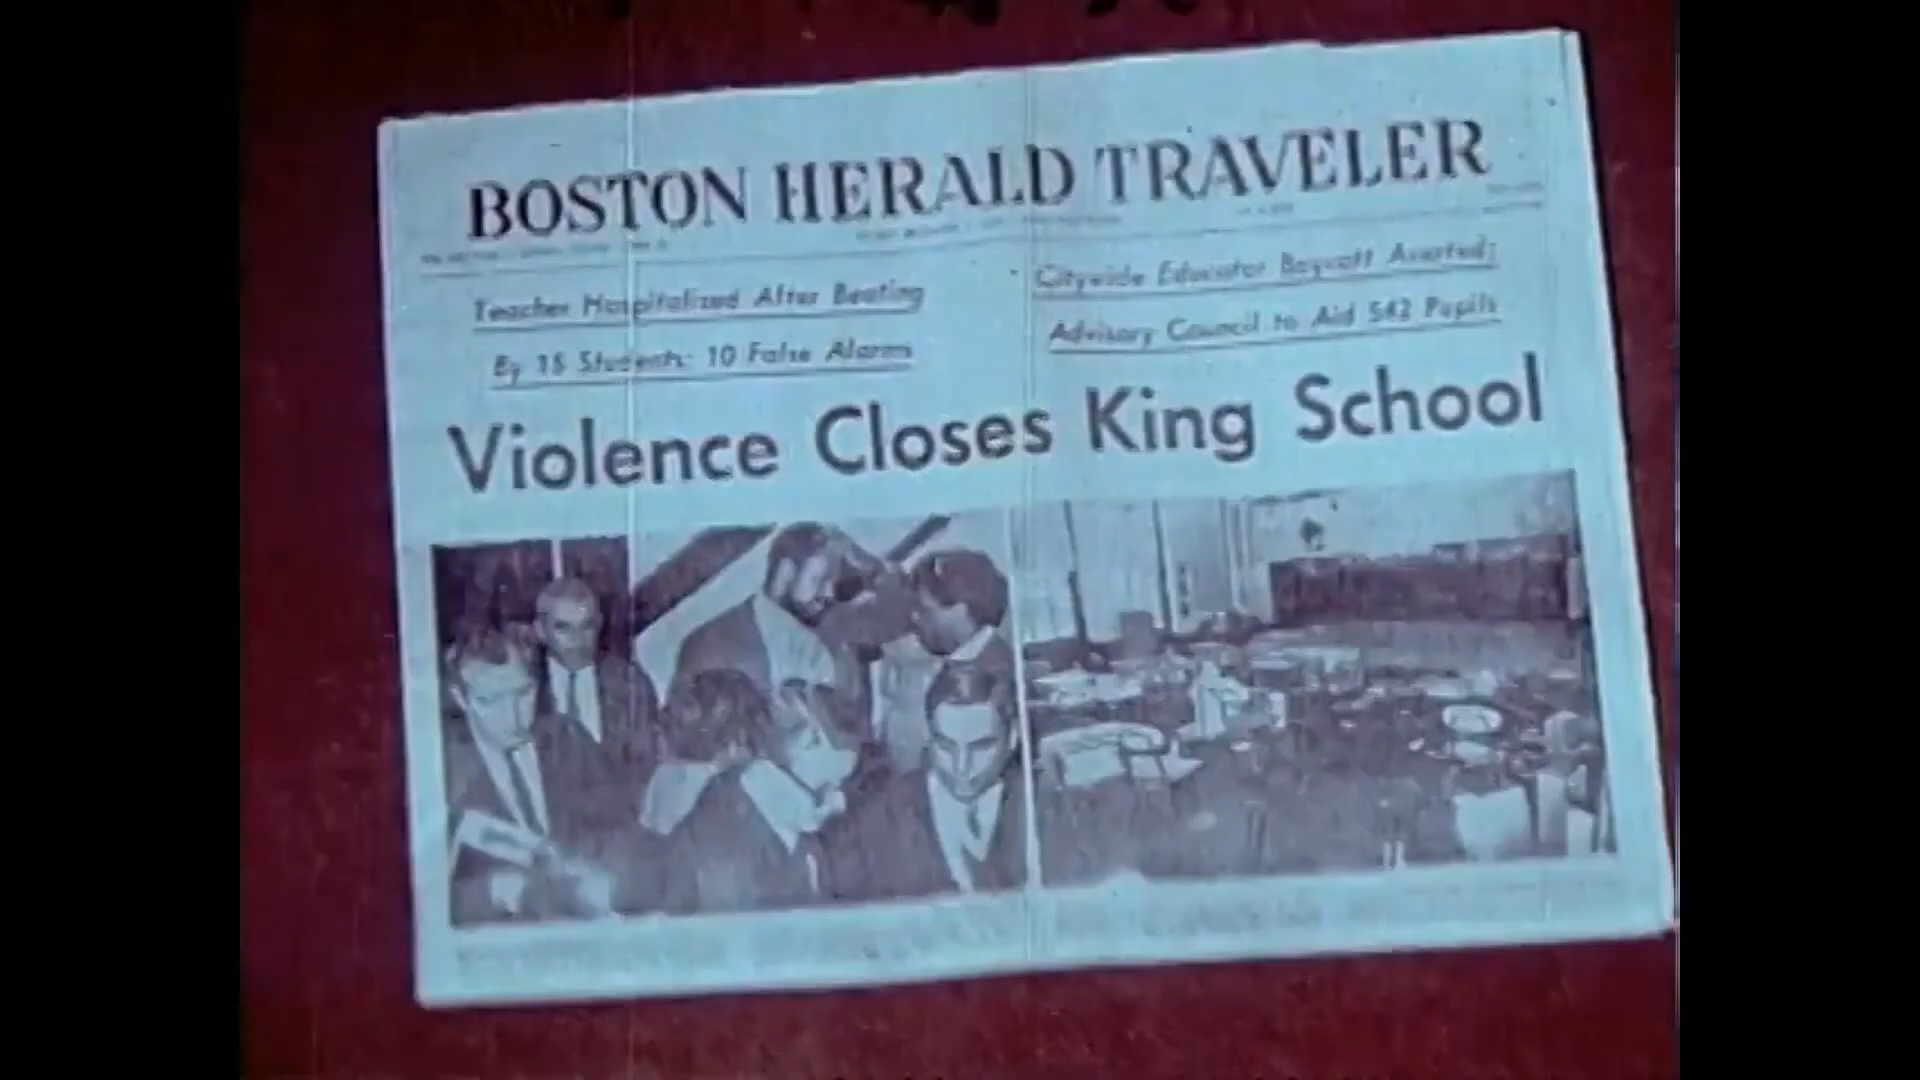 BOSTON HERALD TRAVELER
Teacher Hospitalized After Beating
By 15 Students: 10 False Alarms
Citywide Educator Boycott Averted;
Advisory Council to Aid 542 Pupils
Violence Closes King School